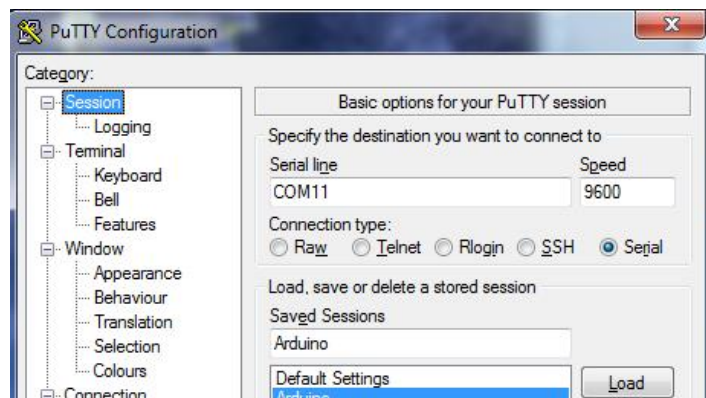 PuTTY Configuration
x
Category:
Session
Logging
Terminal
Keyboard
Bell
Features
Window
Appearance
Behaviour
Translation
Selection
Colours
Connection
Basic options for your PuTTY session
Specify the destination you want to connect to
Serial line
Speed
COM11
9600
Connection type:
Raw Telnet Rlogin SSH Serial
Load, save or delete a stored session
Saved Sessions
Arduino
Default Settings
Arduino
Load